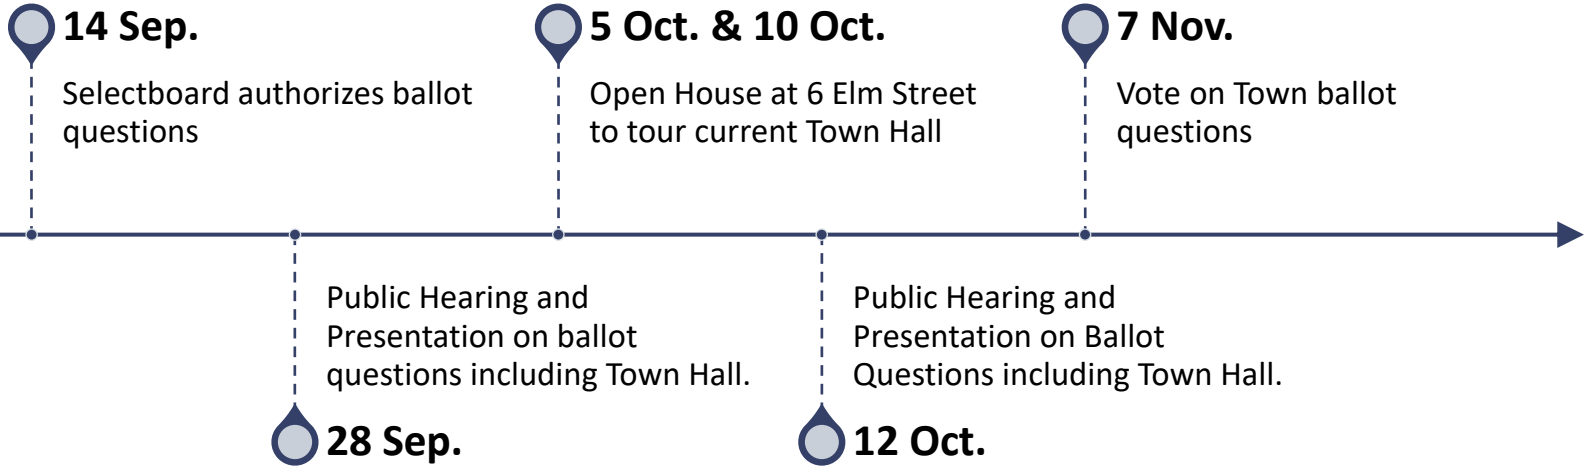 14 Sep.
Selectboard authorizes ballot
questions
5 Oct. & 10 Oct.
Open House at 6 Elm Street
to tour current Town Hall
7 Nov.
Vote on Town ballot
questions
Public Hearing and
Presentation on ballot
questions including Town Hall.
28 Sep.
Public Hearing and
Presentation on Ballot
Questions including Town Hall.
12 Oct.